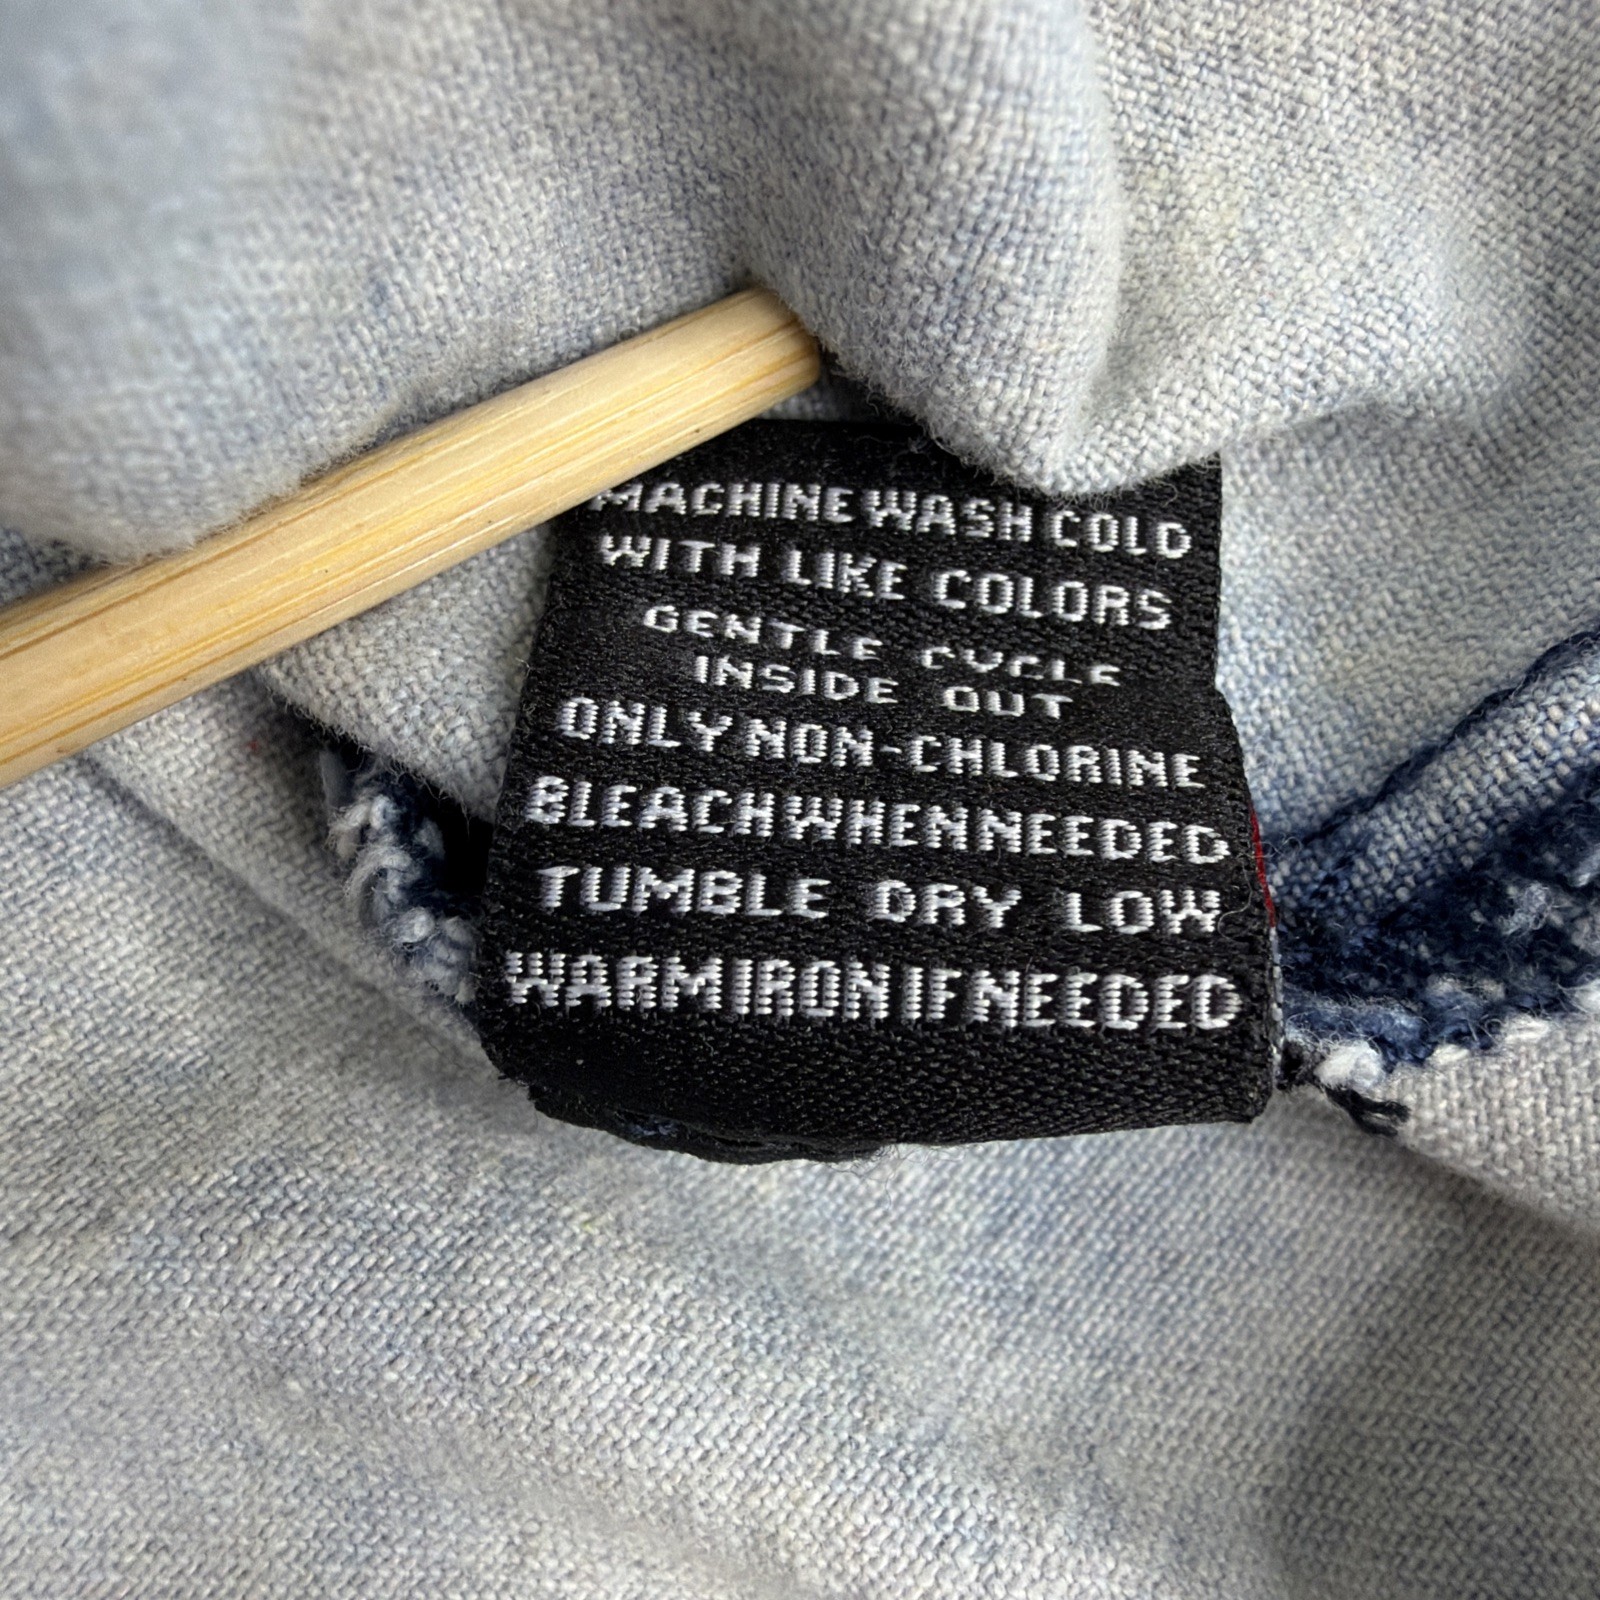 MACHINE WASH COLD
WITH LIKE COLORS
GENTLE CYCLE
INSIDE OUT
ONLY NON-CHLORINE
BLEACH WHEN NEEDED
TUMBLE DRY LOW
WARM IRON IF NEEDED